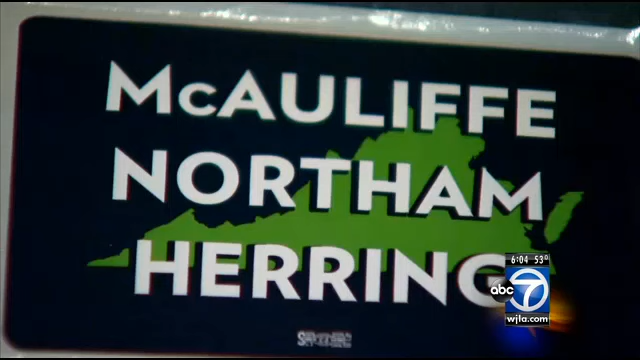 McAULIFFE
NORTHAM
HERRING
6:04 53°
abc 7
wjla.com